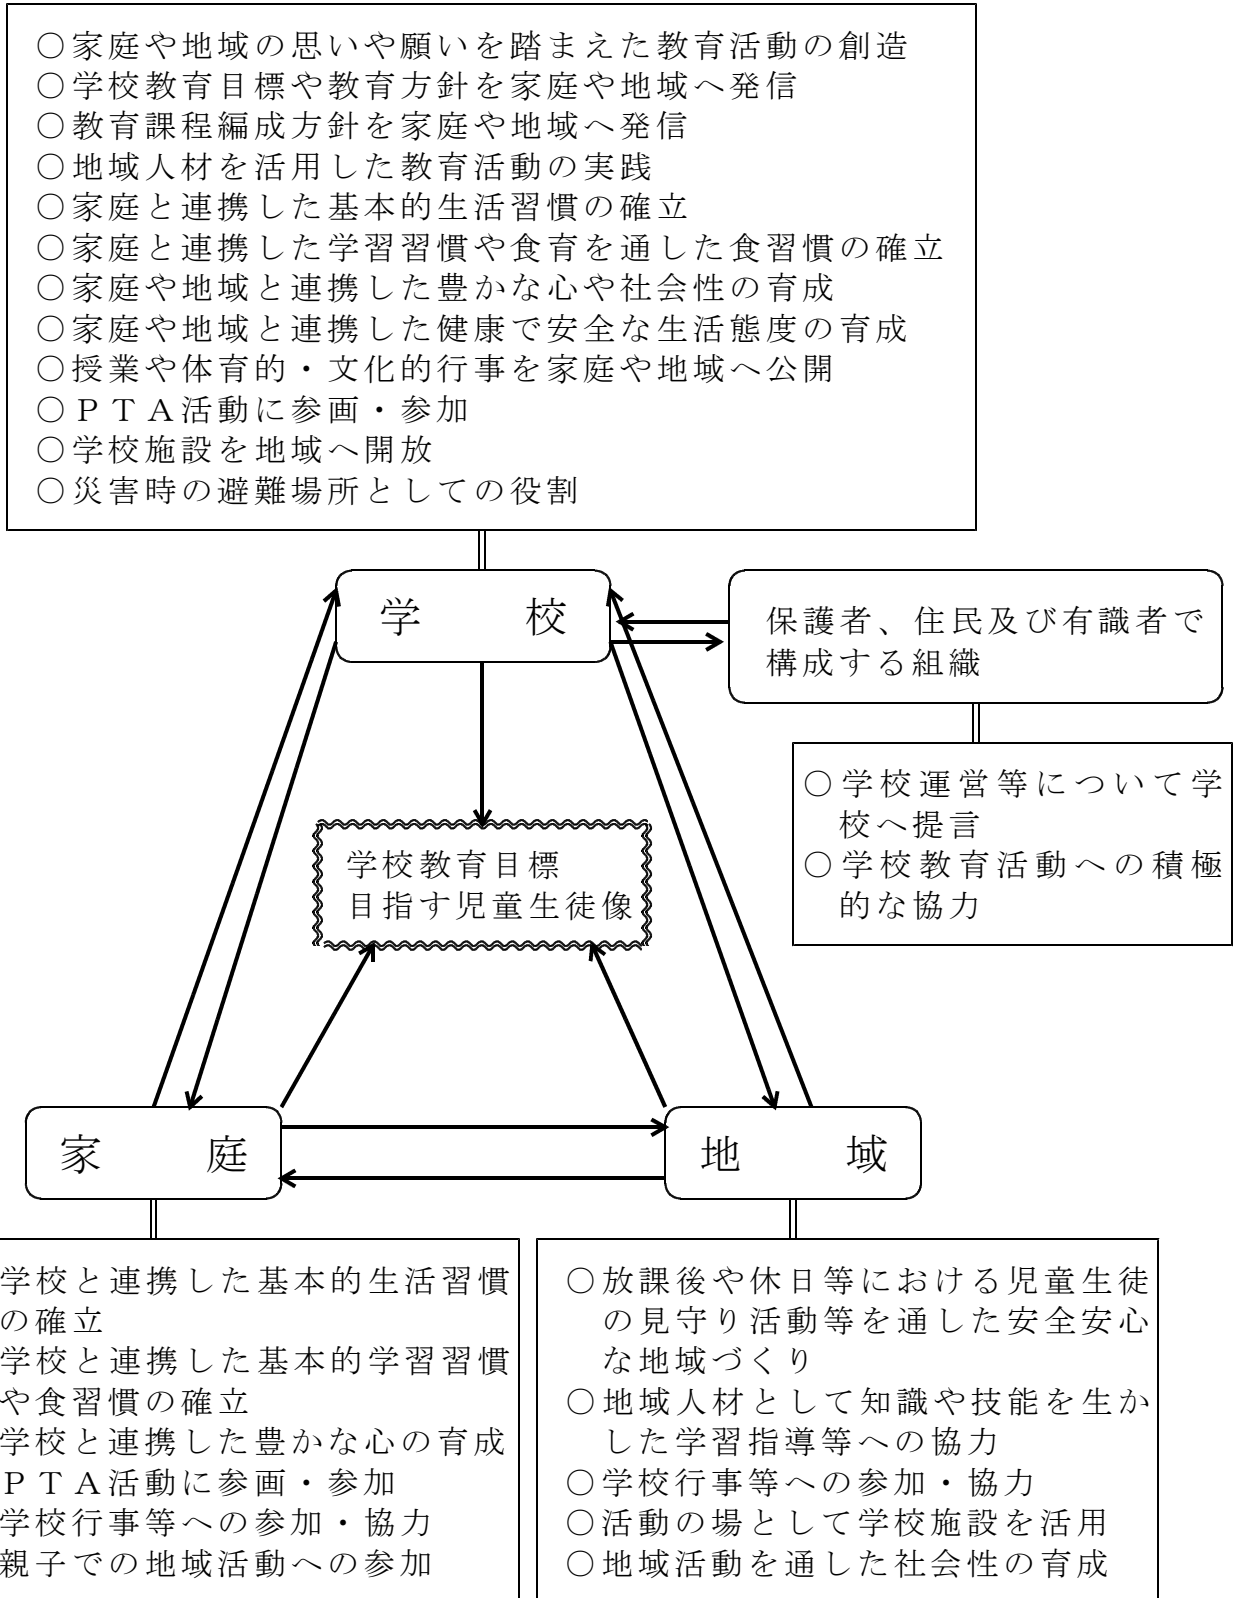 ○家庭や地域の思いや願いを踏まえた教育活動の創造
○学校教育目標や教育方針を家庭や地域へ発信
○教育課程編成方針を家庭や地域へ発信
○地域人材を活用した教育活動の実践
○家庭と連携した基本的生活習慣の確立
○家庭と連携した学習習慣や食育を通した食習慣の確立
○家庭や地域と連携した豊かな心や社会性の育成
○家庭や地域と連携した健康で安全な生活態度の育成
○授業や体育的・文化的行事を家庭や地域へ公開
○ＰＴＡ活動に参画・参加
○学校施設を地域へ開放
○災害時の避難場所としての役割
学　校
保護者、住民及び有識者で
構成する組織
○学校運営等について学
校へ提言
○学校教育活動への積極
的な協力
学校教育目標
目指す児童生徒像
家　庭
地　域
学校と連携した基本的生活習慣
の確立
学校と連携した基本的学習習慣
や食習慣の確立
学校と連携した豊かな心の育成
ＰＴＡ活動に参画・参加
学校行事等への参加・協力
親子での地域活動への参加
○放課後や休日等における児童生徒
の見守り活動等を通した安全安心
な地域づくり
○地域人材として知識や技能を生か
した学習指導等への協力
○学校行事等への参加・協力
○活動の場として学校施設を活用
○地域活動を通した社会性の育成